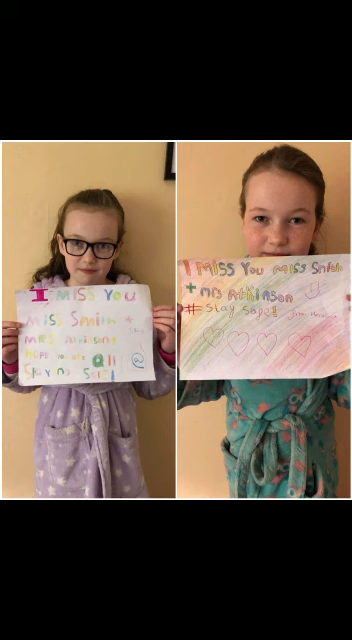 I MISS YOU
MISS Smith +
MRS Atkinson!
HOPE you are all
Staying Safe!
I MISS You Miss Smith
+ mrs Atkinson
# Stay safe!